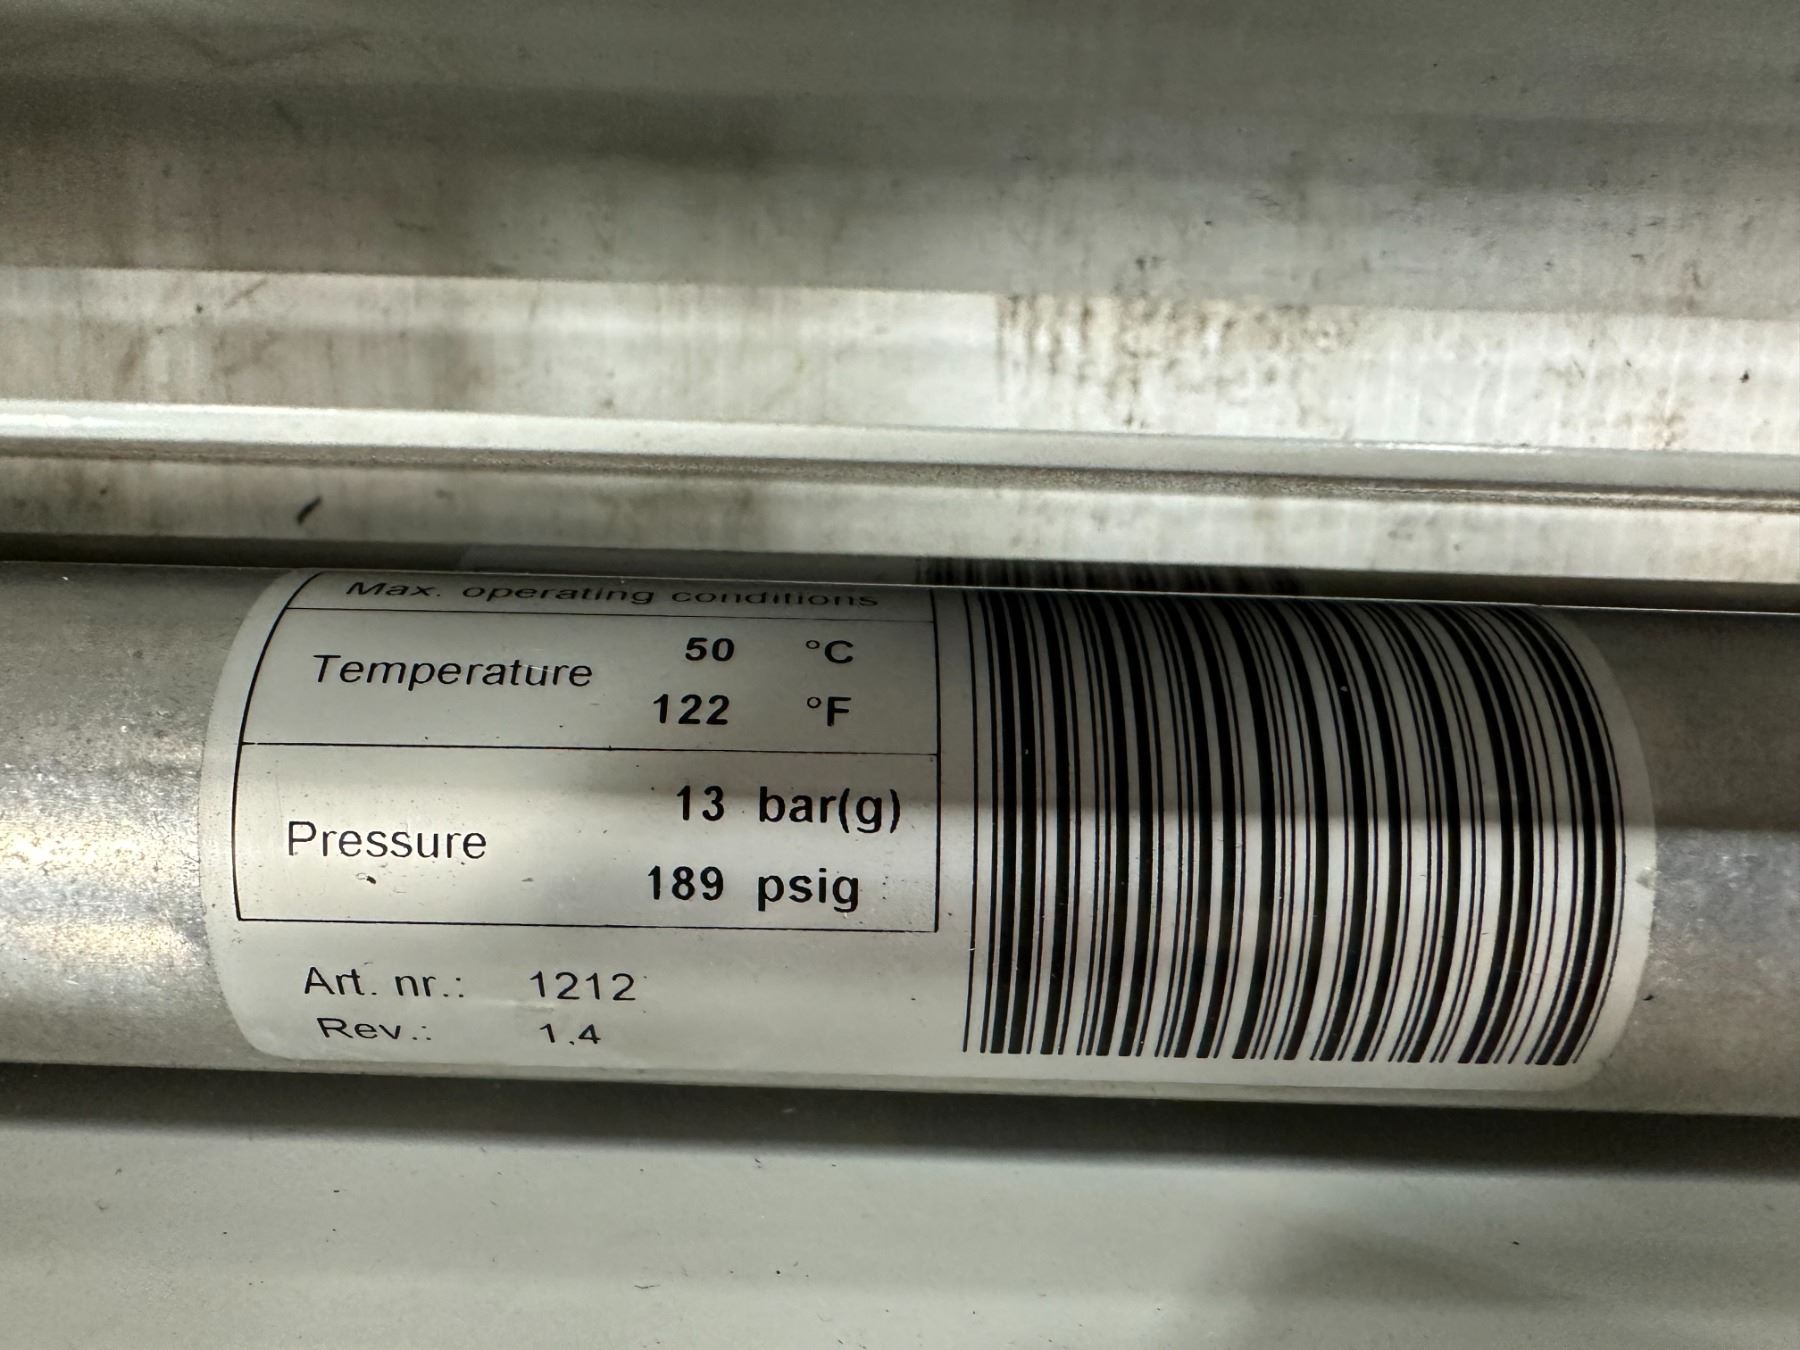 Max. operating conditions
Temperature 50 °C
122 °F
Pressure 13 bar(g)
189 psig
Art. nr.: 1212
Rev.: 1.4